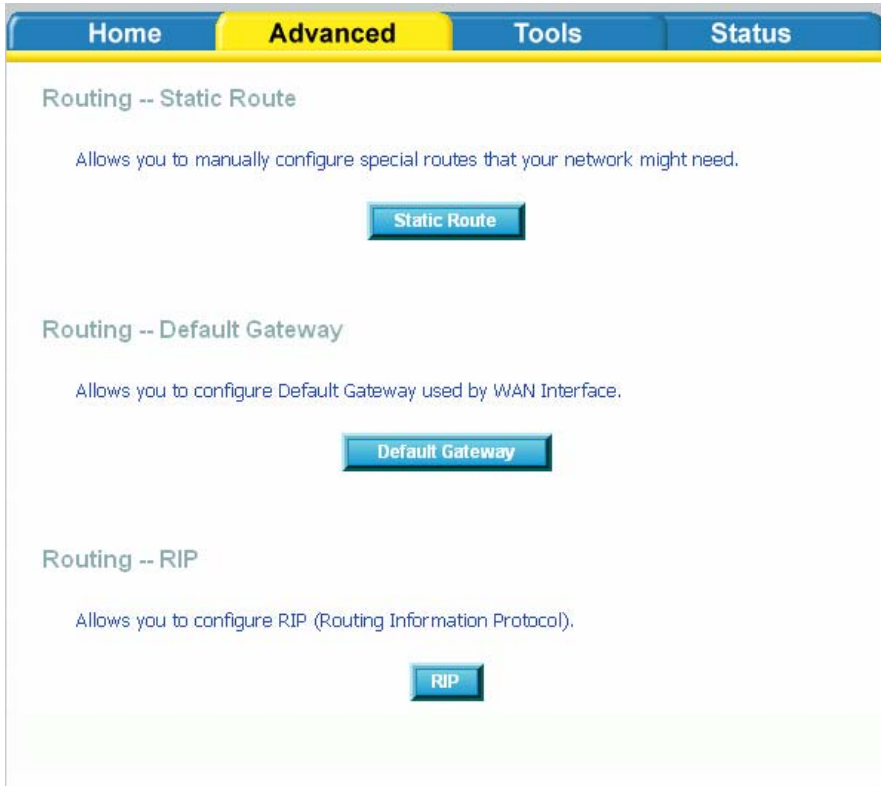 Home Advanced Tools Status
Routing -- Static Route
Allows you to manually configure special routes that your network might need.
Static Route
Routing -- Default Gateway
Allows you to configure Default Gateway used by WAN Interface.
Default Gateway
Routing -- RIP
Allows you to configure RIP (Routing Information Protocol).
RIP